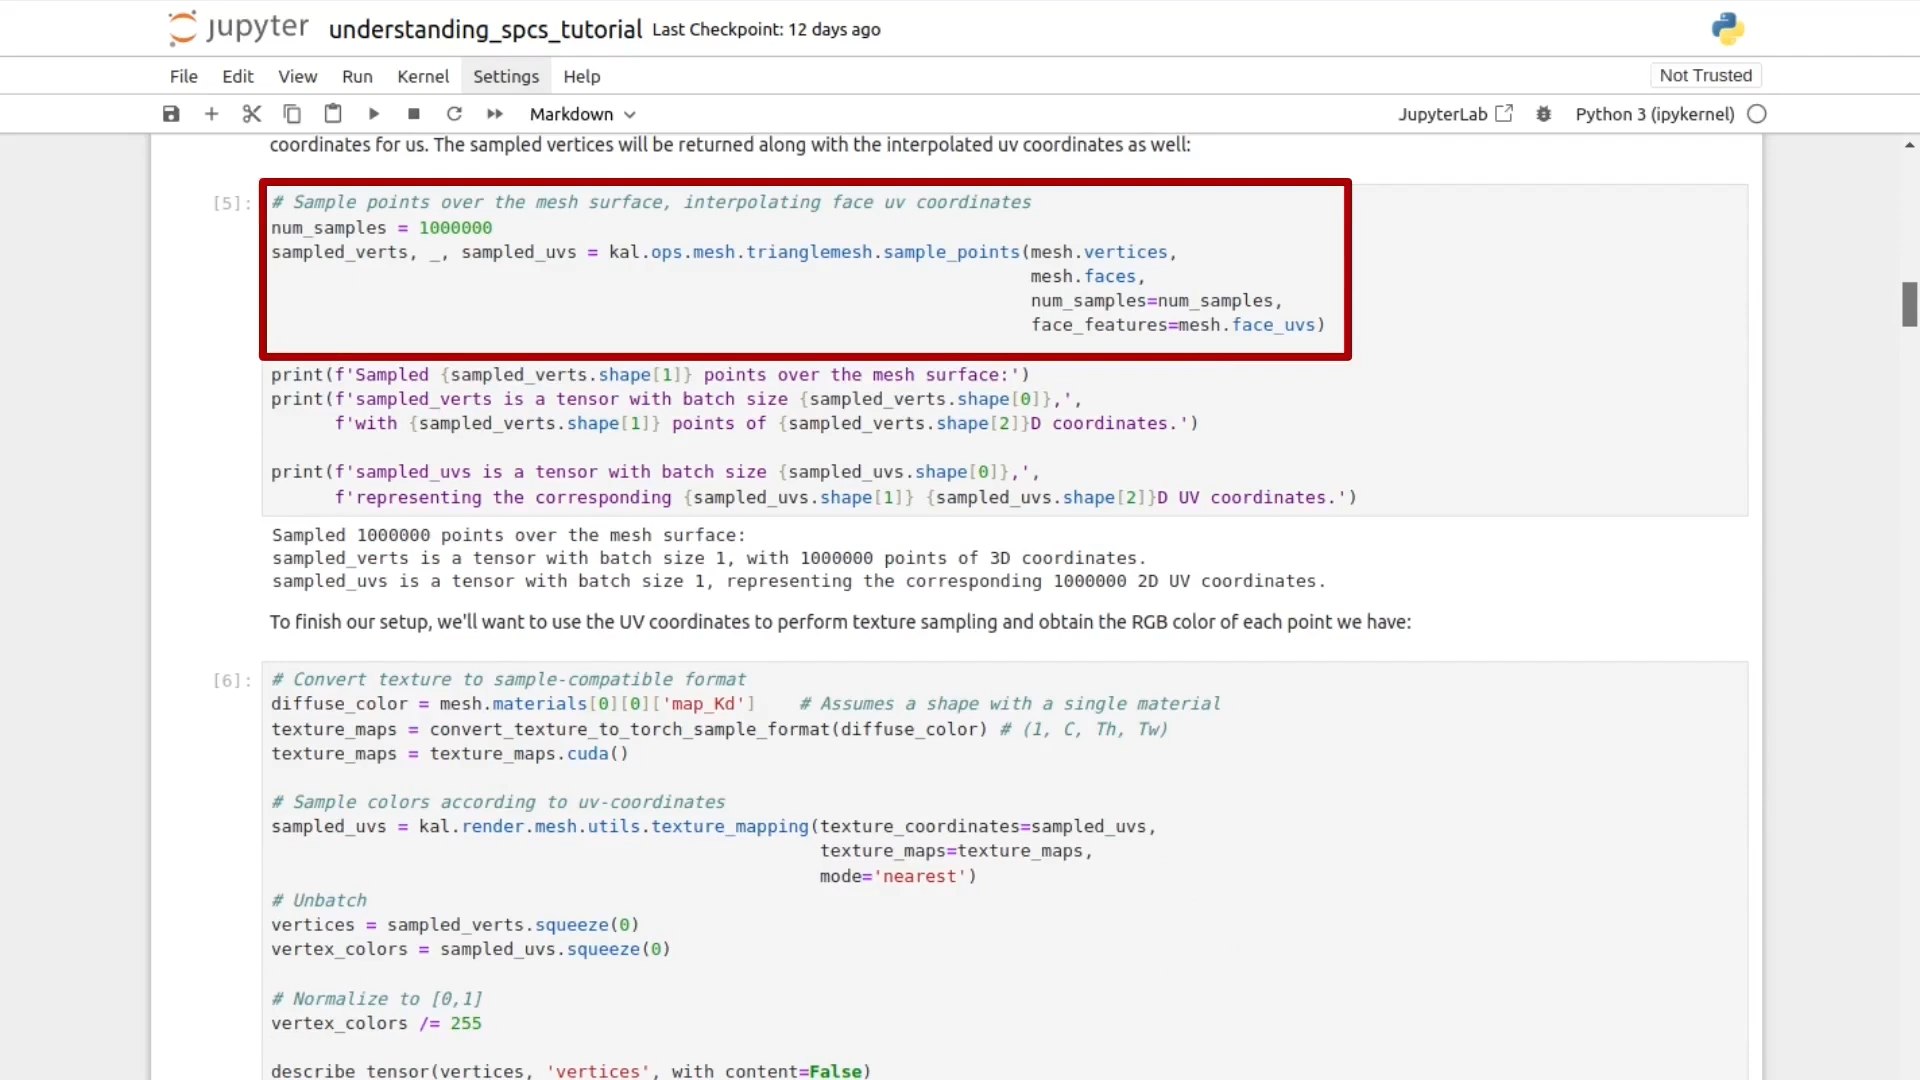 jupyter understanding_spcs_tutorial Last Checkpoint: 12 days ago
File Edit View Run Kernel Settings Help Not Trusted
Markdown JupyterLab Python 3 (ipykernel)
coordinates for us. The sampled vertices will be returned along with the interpolated uv coordinates as well:
[5]: # Sample points over the mesh surface, interpolating face uv coordinates
num_samples = 1000000
sampled_verts, _, sampled_uvs = kal.ops.mesh.trianglemesh.sample_points(mesh.vertices,
mesh.faces,
num_samples=num_samples,
face_features=mesh.face_uvs)
print(f'Sampled {sampled_verts.shape[1]} points over the mesh surface:')
print(f'sampled_verts is a tensor with batch size {sampled_verts.shape[0]},',
f'with {sampled_verts.shape[1]} points of {sampled_verts.shape[2]}D coordinates.')
print(f'sampled_uvs is a tensor with batch size {sampled_uvs.shape[0]},',
f'representing the corresponding {sampled_uvs.shape[1]} {sampled_uvs.shape[2]}D UV coordinates.')
Sampled 1000000 points over the mesh surface:
sampled_verts is a tensor with batch size 1, with 1000000 points of 3D coordinates.
sampled_uvs is a tensor with batch size 1, representing the corresponding 1000000 2D UV coordinates.
To finish our setup, we'll want to use the UV coordinates to perform texture sampling and obtain the RGB color of each point we have:
[6]: # Convert texture to sample-compatible format
diffuse_color = mesh.materials[0][0]['map_Kd'] # Assumes a shape with a single material
texture_maps = convert_texture_to_torch_sample_format(diffuse_color) # (1, C, Th, Tw)
texture_maps = texture_maps.cuda()
# Sample colors according to uv-coordinates
sampled_uvs = kal.render.mesh.utils.texture_mapping(texture_coordinates=sampled_uvs,
texture_maps=texture_maps,
mode='nearest')
# Unbatch
vertices = sampled_verts.squeeze(0)
vertex_colors = sampled_uvs.squeeze(0)
# Normalize to [0,1]
vertex_colors /= 255
describe_tensor(vertices, 'vertices', with_content=False)